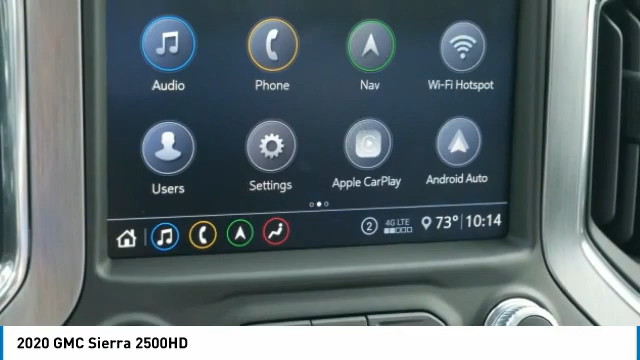 Audio Phone Nav Wi-Fi Hotspot
Users Settings Apple CarPlay Android Auto
2 4G LTE 73° 10:14
2020 GMC Sierra 2500HD